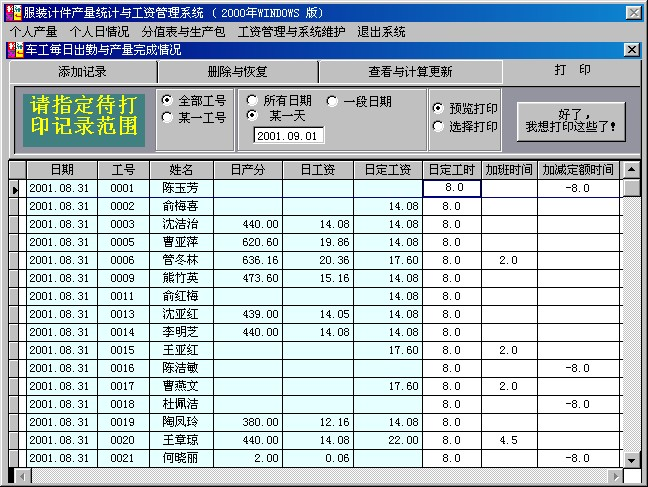 服装计件产量统计与工资管理系统 ( 2000年WINDOWS 版)
个人产量 个人日情况 分值表与生产包 工资管理与系统维护 退出系统
车工每日出勤与产量完成情况
添加记录 删除与恢复 查看与计算更新 打 印
请指定待打
印记录范围
全部工号
某一工号
所有日期 一段日期
某一天
2001.09.01
预览打印
选择打印
好了,
我想打印这些了!
日期 工号 姓名 日产分 日工资 日定工资 日定工时 加班时间 加减定额时间
2001.08.31 0001 陈玉芳 8.0 -8.0
2001.08.31 0002 俞梅喜 14.08 8.0
2001.08.31 0003 沈洁治 440.00 14.08 14.08 8.0
2001.08.31 0005 曹亚萍 620.60 19.86 14.08 8.0
2001.08.31 0006 管冬林 636.16 20.36 17.60 8.0 2.0
2001.08.31 0009 熊竹英 473.60 15.16 14.08 8.0
2001.08.31 0011 俞红梅 14.08 8.0
2001.08.31 0013 沈亚红 439.00 14.05 14.08 8.0
2001.08.31 0014 李明芝 440.00 14.08 14.08 8.0
2001.08.31 0015 王亚红 17.60 8.0 2.0
2001.08.31 0016 陈洁敏 8.0 -8.0
2001.08.31 0017 曹燕文 17.60 8.0 2.0
2001.08.31 0018 杜佩洁 8.0 -8.0
2001.08.31 0019 陶凤玲 380.00 12.16 14.08 8.0
2001.08.31 0020 王章琼 440.00 14.08 22.00 8.0 4.5
2001.08.31 0021 何晓丽 2.00 0.06 8.0 -8.0